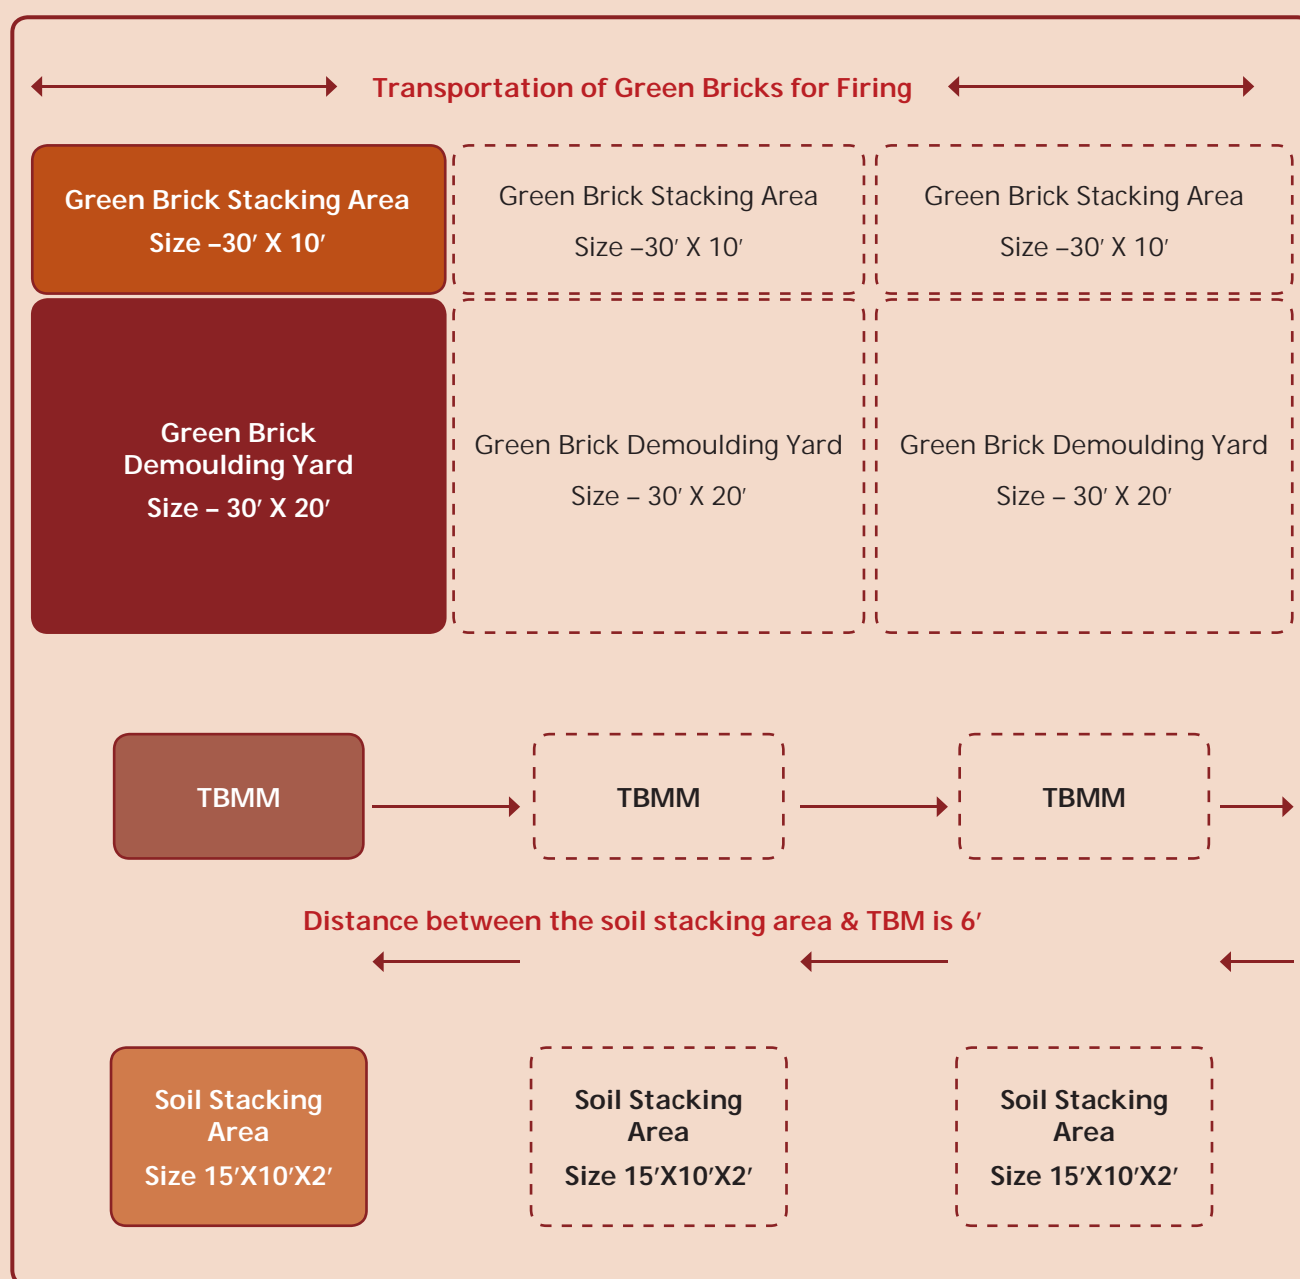 Transportation of Green Bricks for Firing
Green Brick Stacking Area
Size –30′ X 10′
Green Brick Stacking Area
Size –30′ X 10′
Green Brick Stacking Area
Size –30′ X 10′
Green Brick
Demoulding Yard
Size – 30′ X 20′
Green Brick Demoulding Yard
Size – 30′ X 20′
Green Brick Demoulding Yard
Size – 30′ X 20′
TBMM
TBMM
TBMM
Distance between the soil stacking area & TBM is 6′
Soil Stacking
Area
Size 15′X10′X2′
Soil Stacking
Area
Size 15′X10′X2′
Soil Stacking
Area
Size 15′X10′X2′